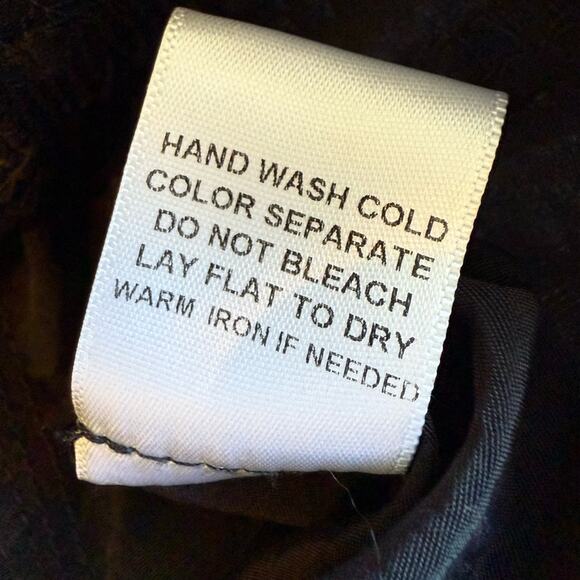 HAND WASH COLD
COLOR SEPARATE
DO NOT BLEACH
LAY FLAT TO DRY
WARM IRON IF NEEDED